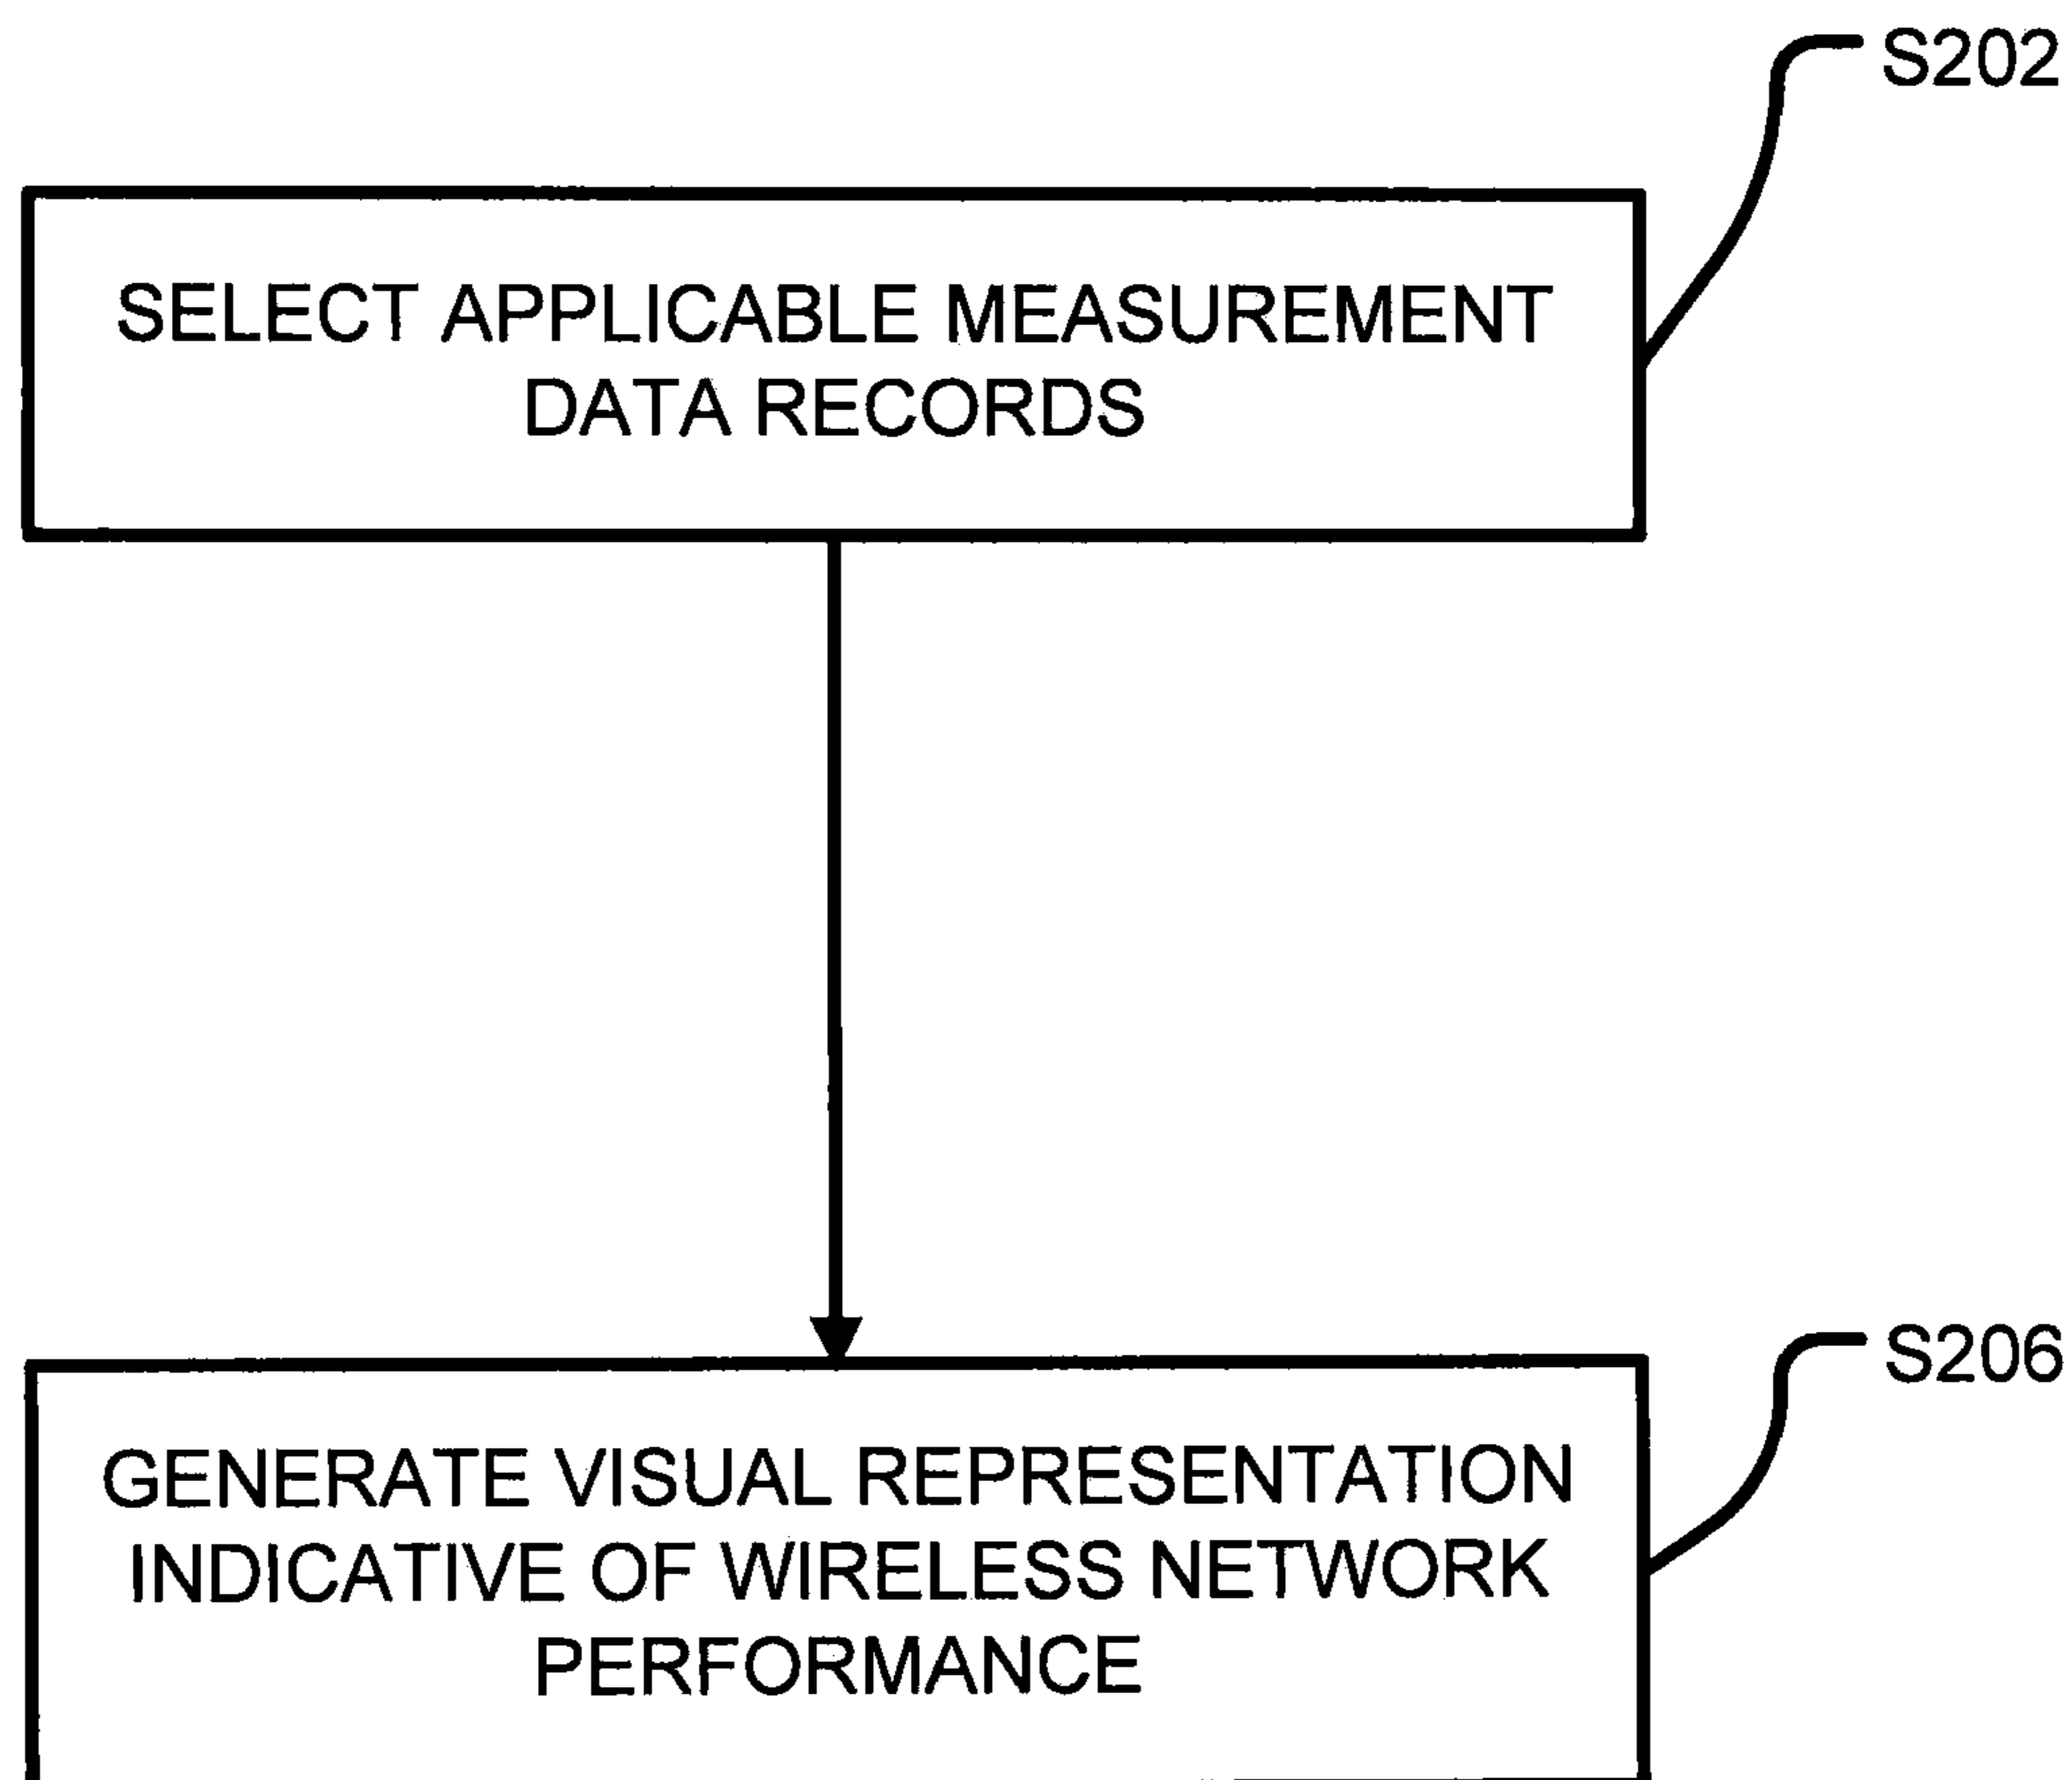 S202
SELECT APPLICABLE MEASUREMENT
DATA RECORDS
S206
GENERATE VISUAL REPRESENTATION
INDICATIVE OF WIRELESS NETWORK
PERFORMANCE